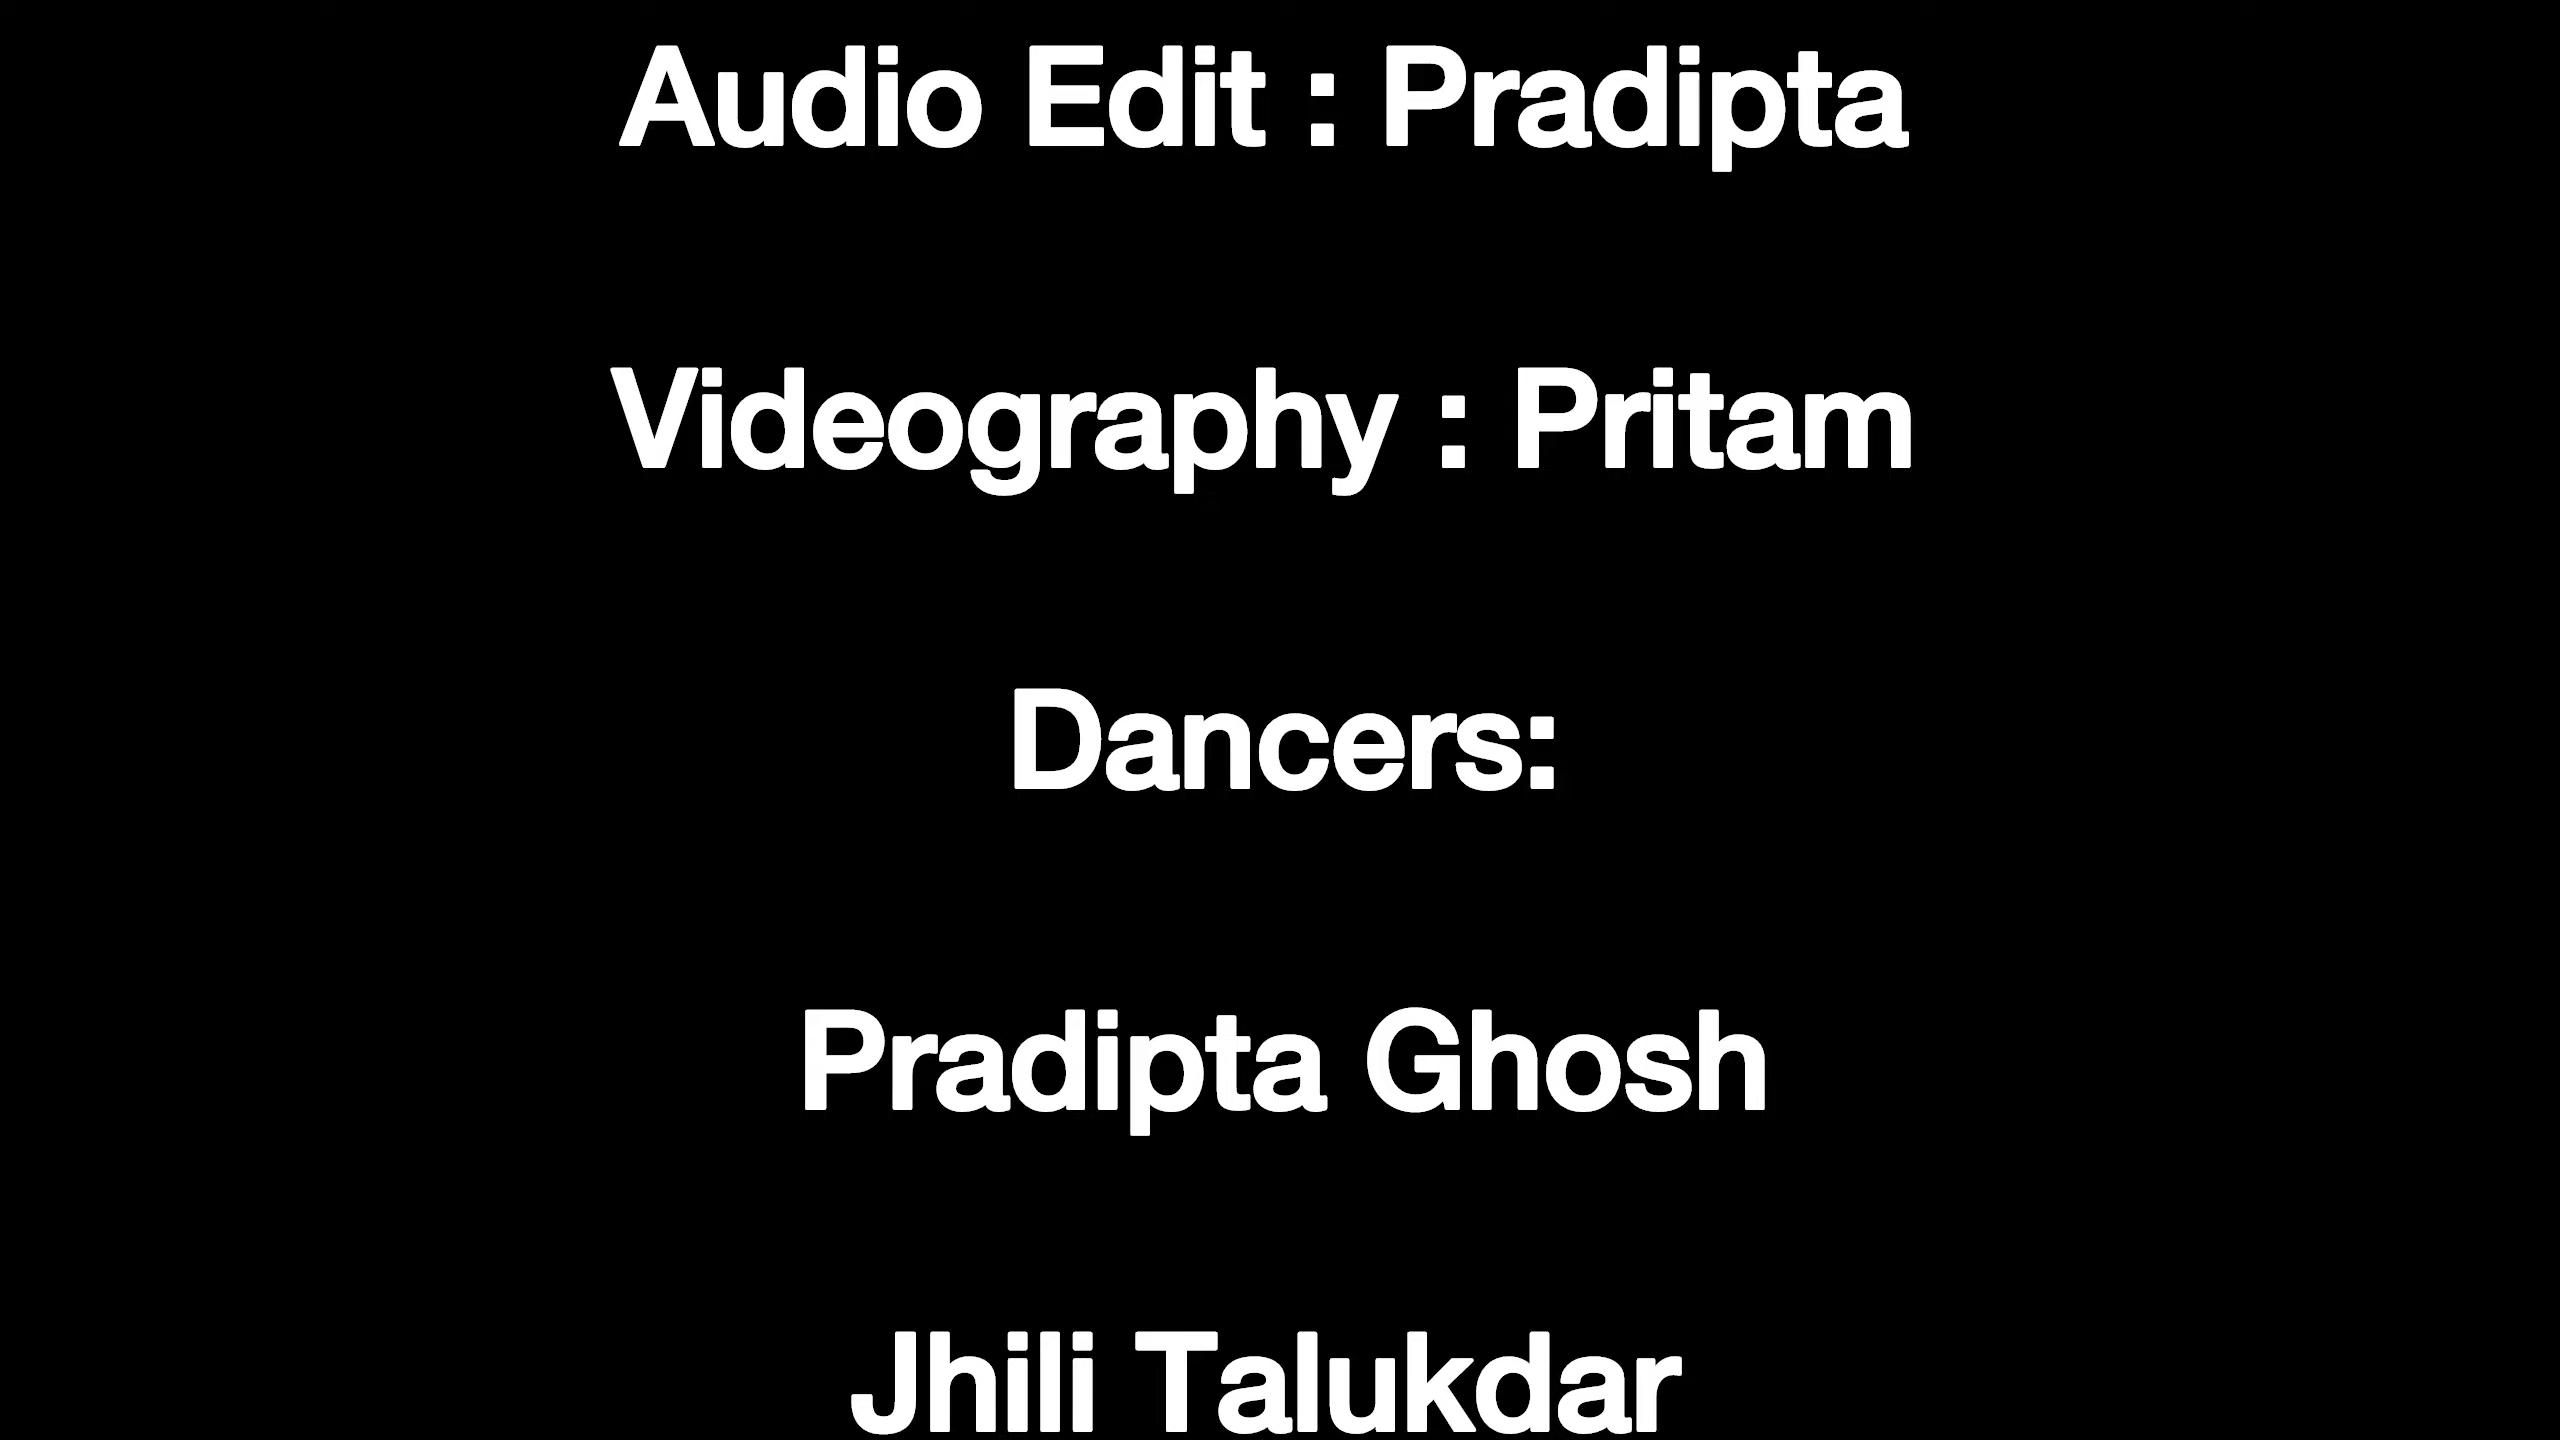 Audio Edit : Pradipta
Videography : Pritam
Dancers:
Pradipta Ghosh
Jhili Talukdar